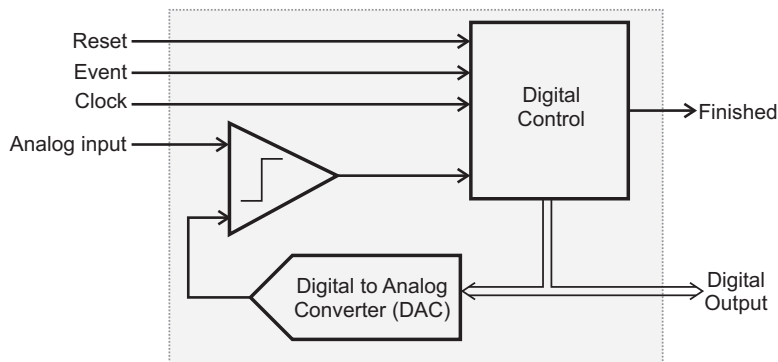 Reset
Event
Clock
Analog input
Digital
Control
Finished
Digital to Analog
Converter (DAC)
Digital
Output